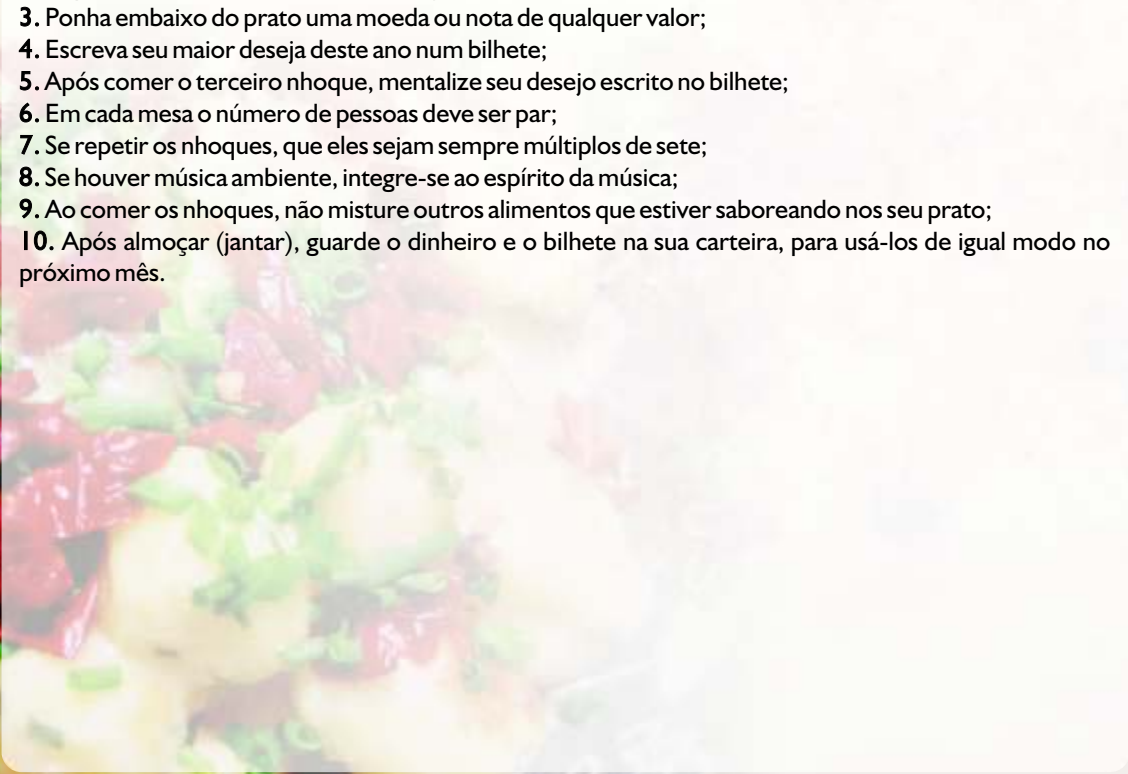 3. Ponha embaixo do prato uma moeda ou nota de qualquer valor;
4. Escreva seu maior deseja deste ano num bilhete;
5. Após comer o terceiro nhoque, mentalize seu desejo escrito no bilhete;
6. Em cada mesa o número de pessoas deve ser par;
7. Se repetir os nhoques, que eles sejam sempre múltiplos de sete;
8. Se houver música ambiente, integre-se ao espírito da música;
9. Ao comer os nhoques, não misture outros alimentos que estiver saboreando nos seu prato;
10. Após almoçar (jantar), guarde o dinheiro e o bilhete na sua carteira, para usá-los de igual modo no
próximo mês.